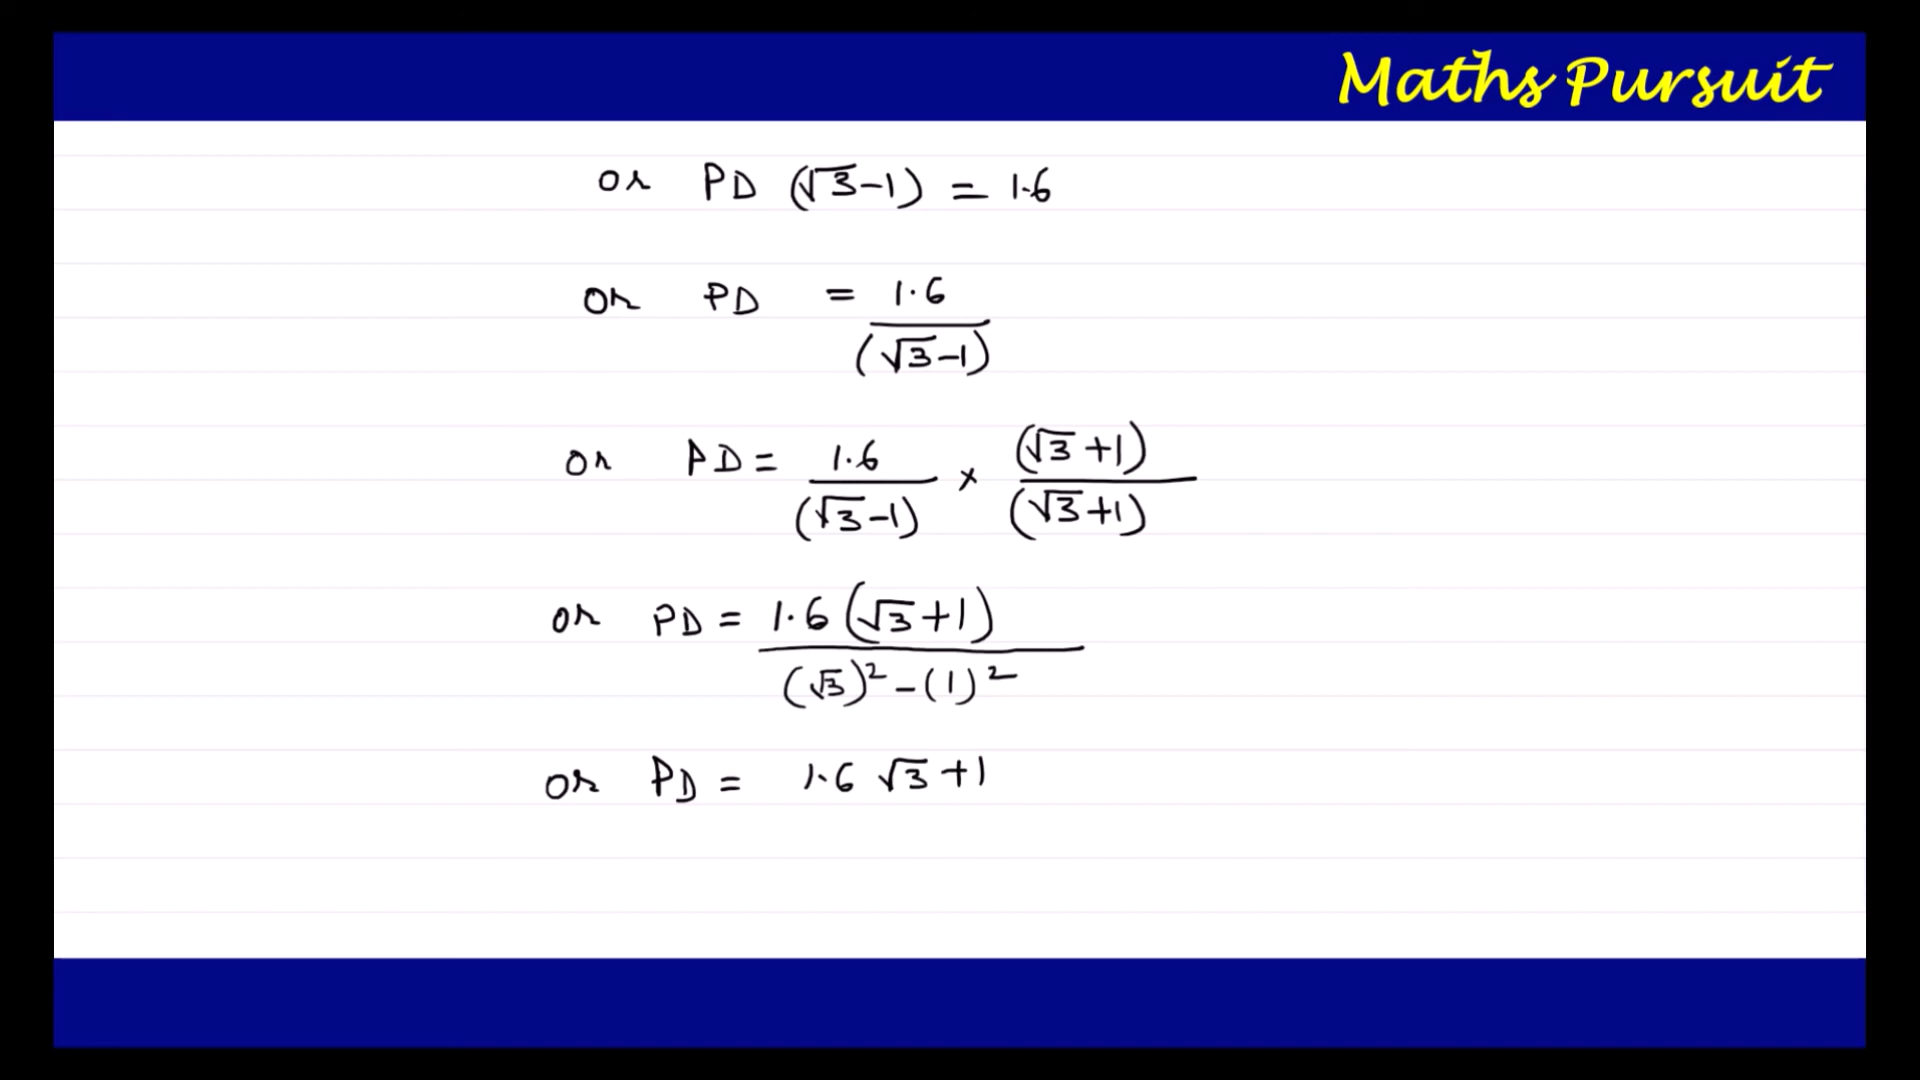 Maths Pursuit
or PD (√3-1) = 1.6
or PD = 1.6 / (√3-1)
or PD = 1.6 / (√3-1) × (√3+1) / (√3+1)
or PD = 1.6 (√3+1) / (√3)² - (1)²
or PD = 1.6 √3+1